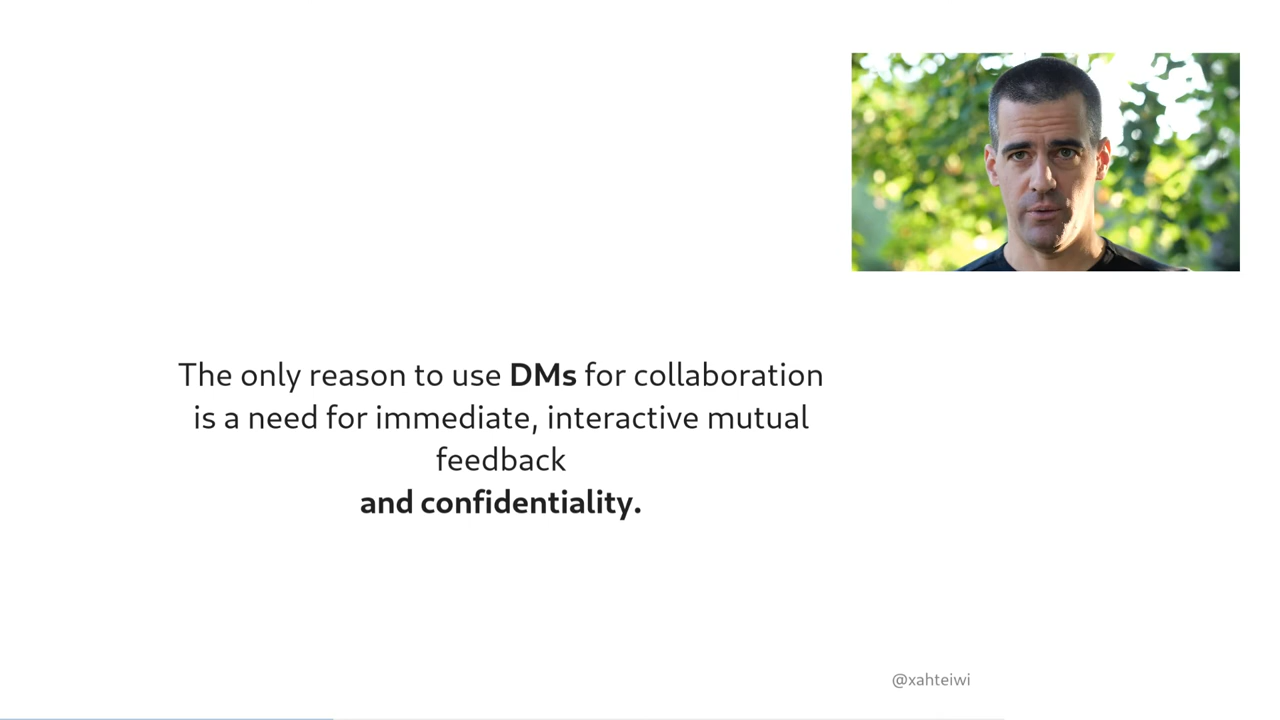 The only reason to use DMs for collaboration
is a need for immediate, interactive mutual
feedback
and confidentiality.
@xahteiwi